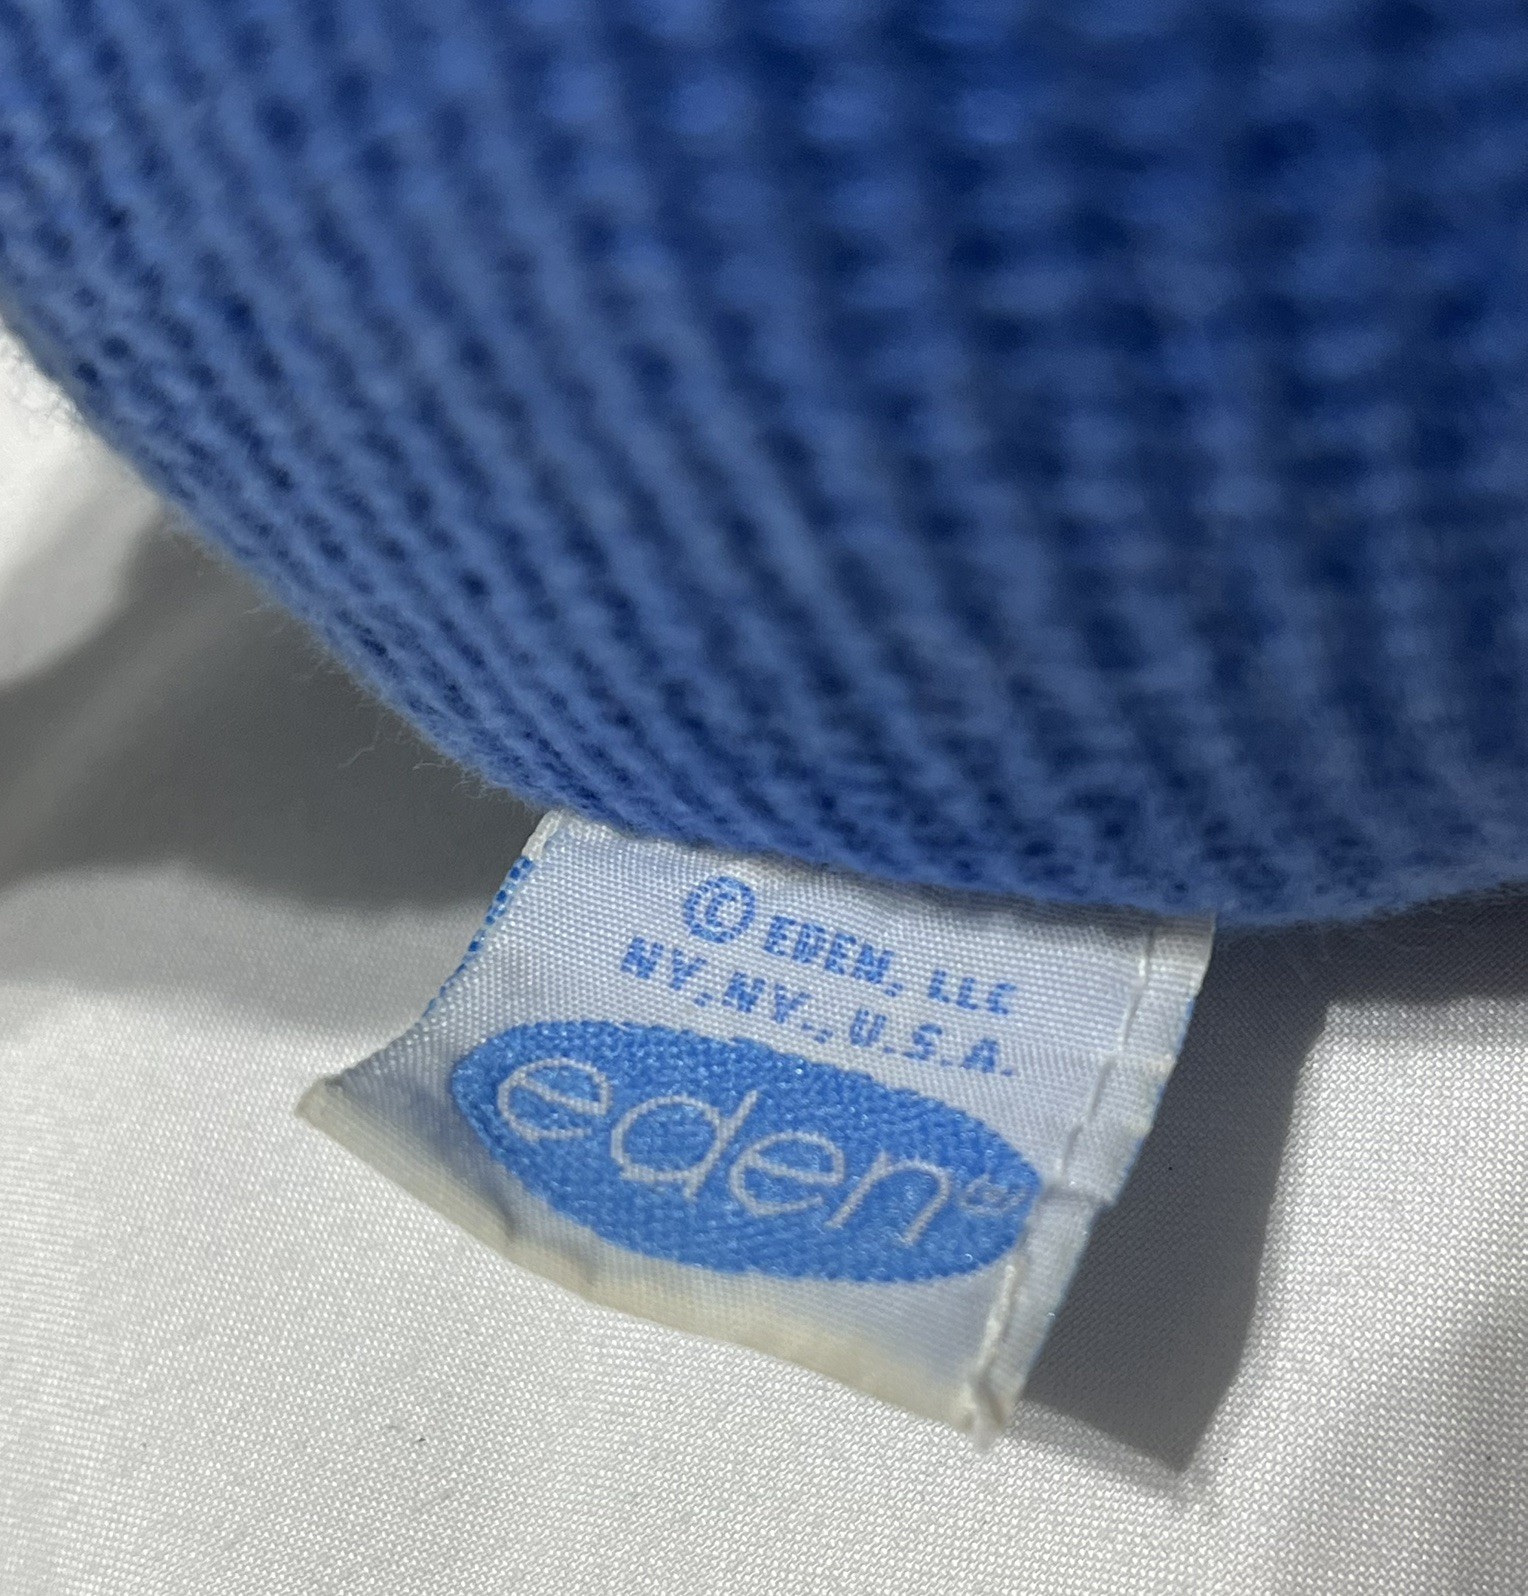 © EDEN, LLC
NY, NY., U.S.A.
eden®